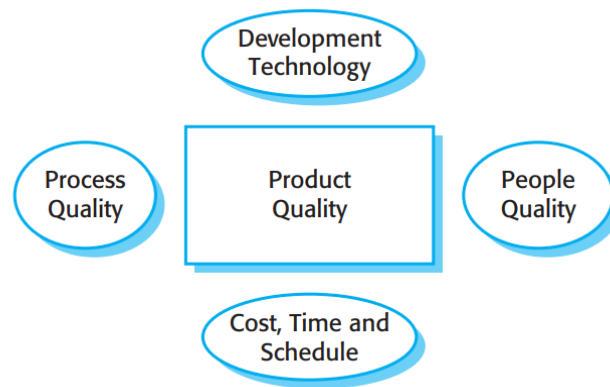 Development
Technology
Process
Quality
Product
Quality
People
Quality
Cost, Time and
Schedule